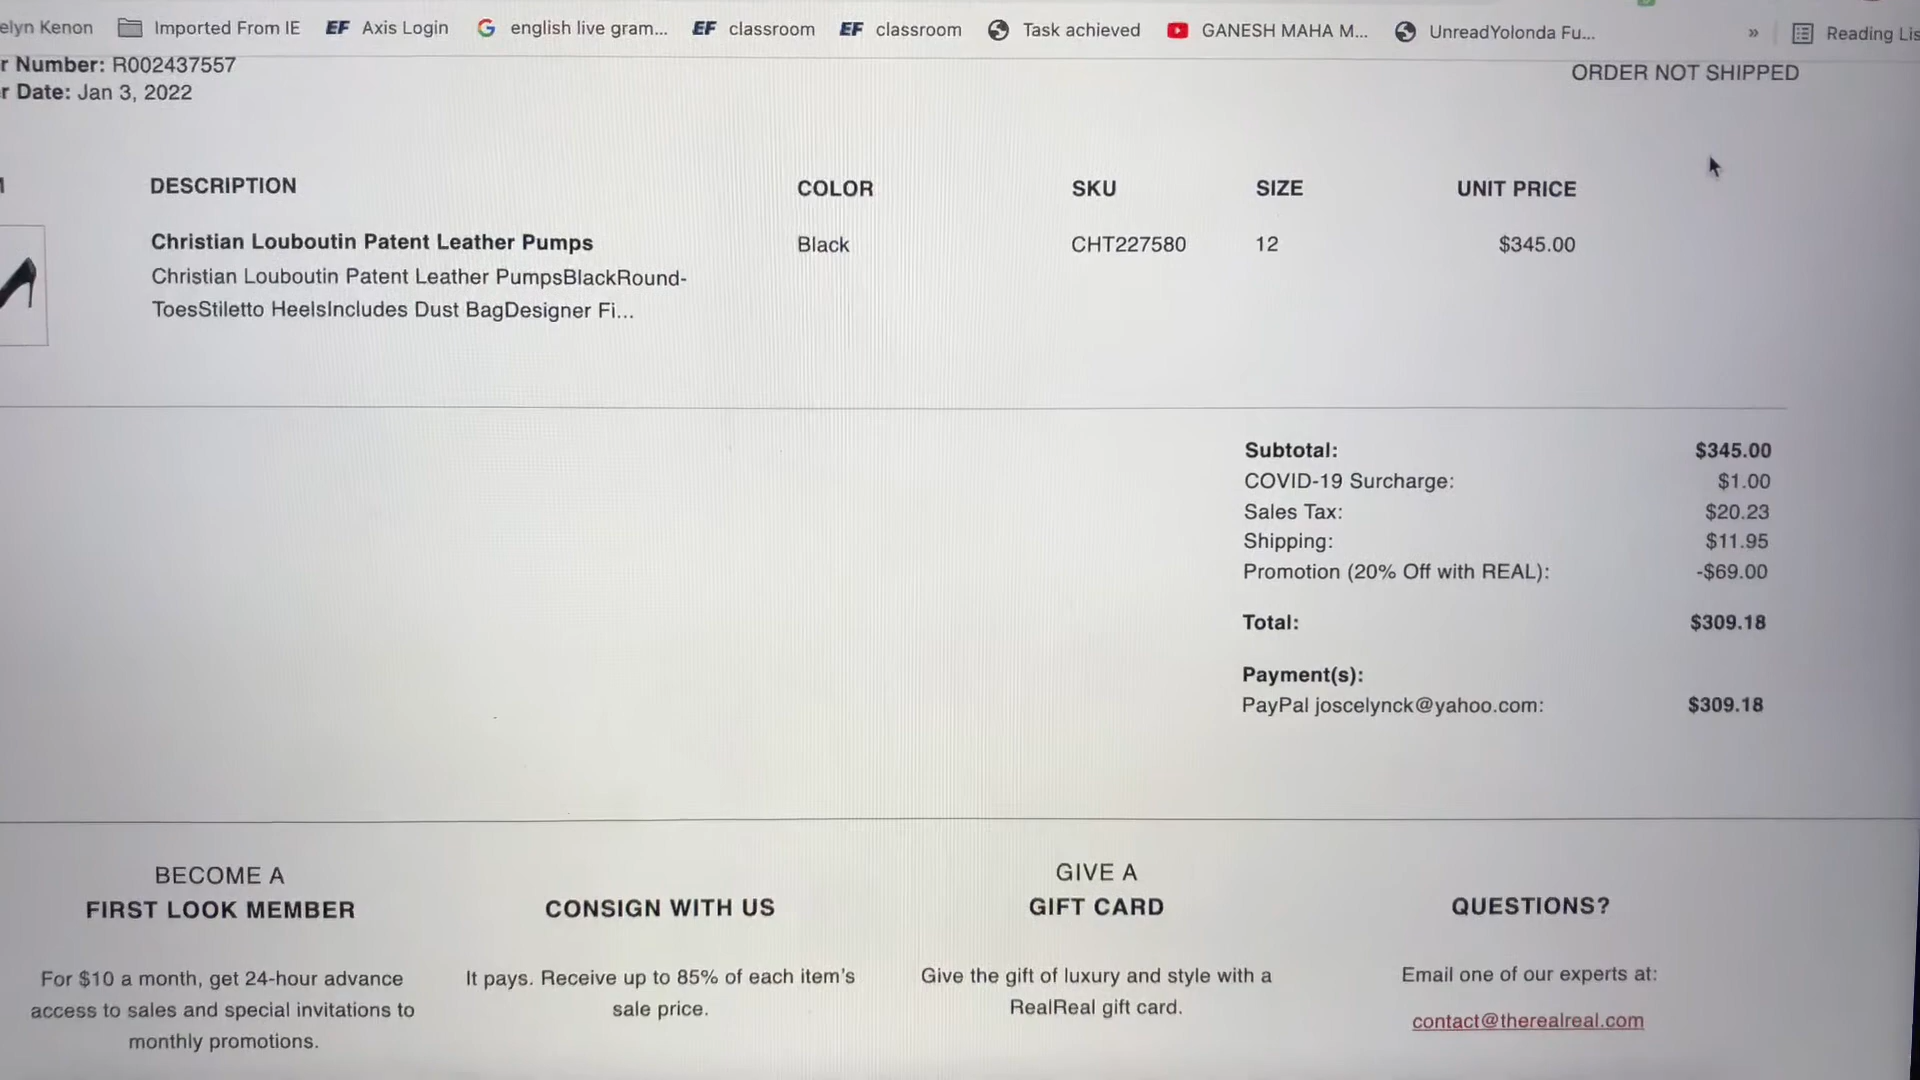 elyn Kenon Imported From IE EF Axis Login english live gram... EF classroom EF classroom Task achieved GANESH MAHA M... UnreadYolonda Fu... » Reading Lis
r Number: R002437557
r Date: Jan 3, 2022
ORDER NOT SHIPPED
DESCRIPTION COLOR SKU SIZE UNIT PRICE
Christian Louboutin Patent Leather Pumps Black CHT227580 12 $345.00
Christian Louboutin Patent Leather PumpsBlackRound-
ToesStiletto HeelsIncludes Dust BagDesigner Fi...
Subtotal: $345.00
COVID-19 Surcharge: $1.00
Sales Tax: $20.23
Shipping: $11.95
Promotion (20% Off with REAL): -$69.00
Total: $309.18
Payment(s):
PayPal joscelynck@yahoo.com: $309.18
BECOME A
FIRST LOOK MEMBER
For $10 a month, get 24-hour advance
access to sales and special invitations to
monthly promotions.
CONSIGN WITH US
It pays. Receive up to 85% of each item's
sale price.
GIVE A
GIFT CARD
Give the gift of luxury and style with a
RealReal gift card.
QUESTIONS?
Email one of our experts at:
contact@therealreal.com